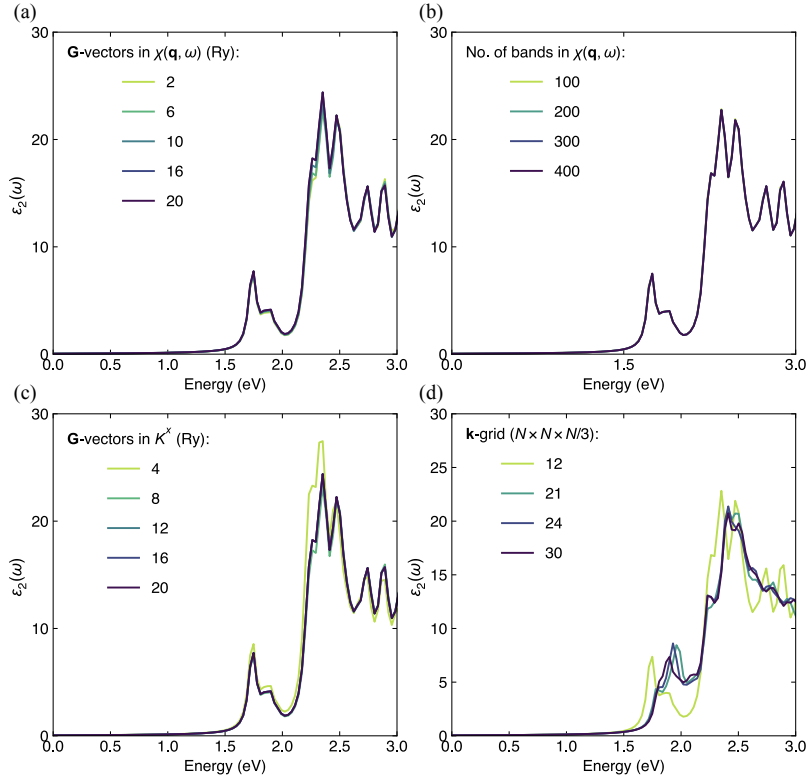 (a)
30
20
10
0
ε₂(ω)
G-vectors in χ(q, ω) (Ry):
2
6
10
16
20
0.0 0.5 1.0 1.5 2.0 2.5 3.0
Energy (eV)
(b)
30
20
10
0
ε₂(ω)
No. of bands in χ(q, ω):
100
200
300
400
0.0 1.5 3.0
Energy (eV)
(c)
30
20
10
0
ε₂(ω)
G-vectors in Kˣ (Ry):
4
8
12
16
20
0.0 0.5 1.0 1.5 2.0 2.5 3.0
Energy (eV)
(d)
30
25
20
15
10
5
0
ε₂(ω)
k-grid (N × N × N/3):
12
21
24
30
0.0 0.5 1.0 1.5 2.0 2.5 3.0
Energy (eV)